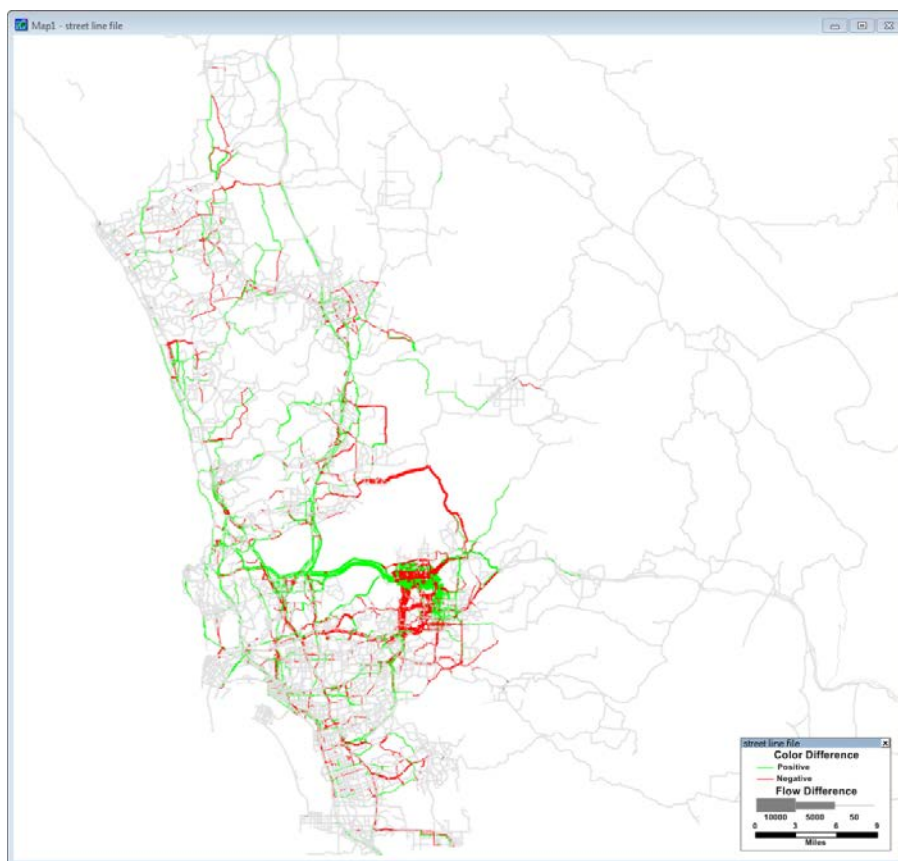 Map1 - street line file
street line file
Color Difference
Positive
Negative
Flow Difference
10000 5000 50
0 3 6 9
Miles